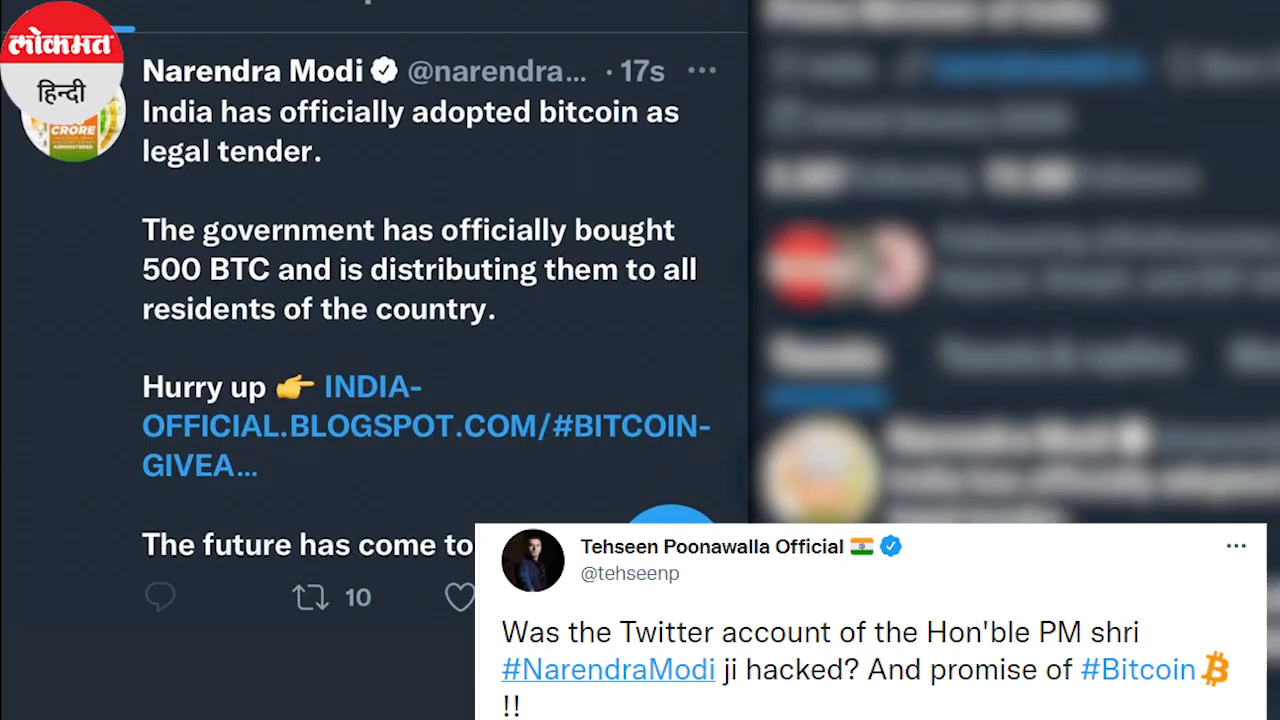 लोकमत
हिन्दी
Narendra Modi @narendra... · 17s
India has officially adopted bitcoin as
legal tender.
CRORE
The government has officially bought
500 BTC and is distributing them to all
residents of the country.
Hurry up 👉 INDIA-
OFFICIAL.BLOGSPOT.COM/#BITCOIN-
GIVEA...
The future has come to
10
Tehseen Poonawalla Official 🇮🇳
@tehseenp
Was the Twitter account of the Hon'ble PM shri
#NarendraModi ji hacked? And promise of #Bitcoin
!!